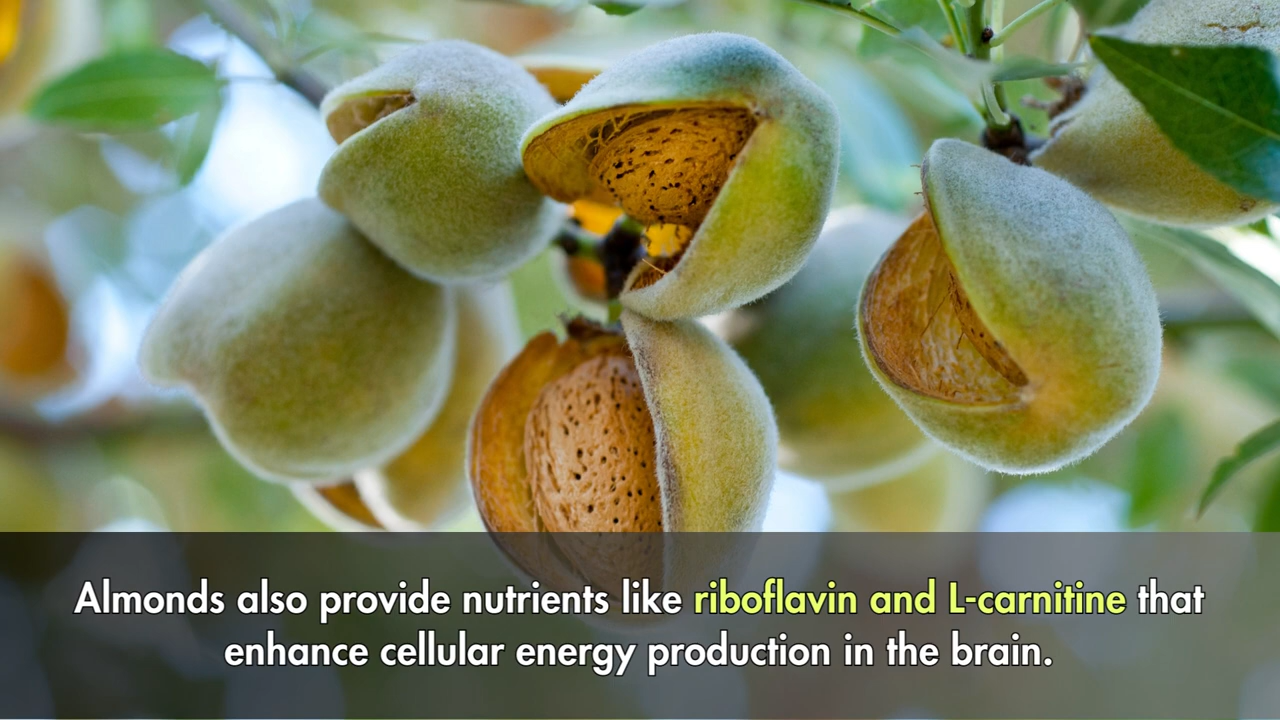 Almonds also provide nutrients like riboflavin and L-carnitine that
enhance cellular energy production in the brain.